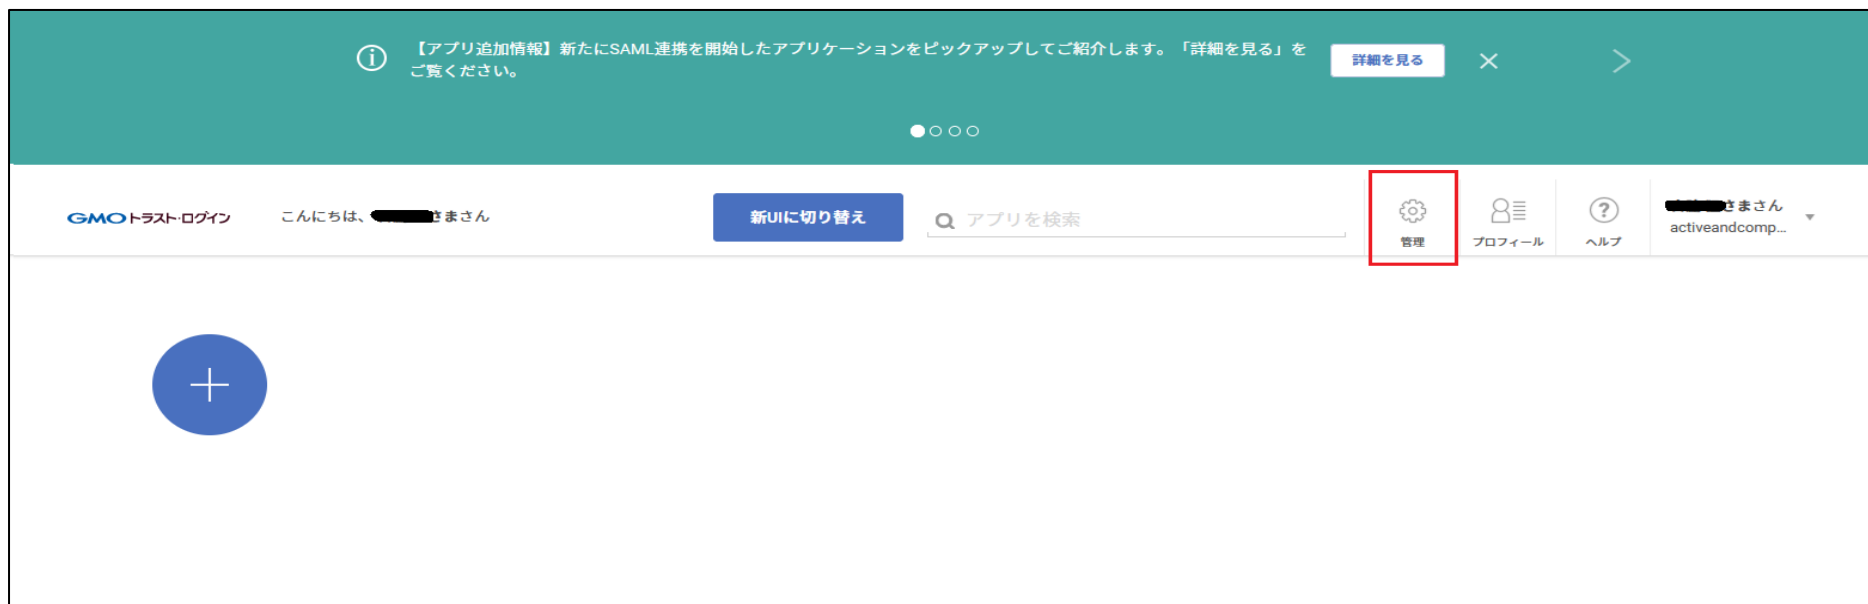 【アプリ追加情報】新たにSAML連携を開始したアプリケーションをピックアップしてご紹介します。「詳細を見る」を
ご覧ください。
詳細を見る
GMOトラスト・ログイン
こんにちは、
さまさん
新UIに切り替え
アプリを検索
管理
プロフィール
ヘルプ
さまさん
activeandcomp...